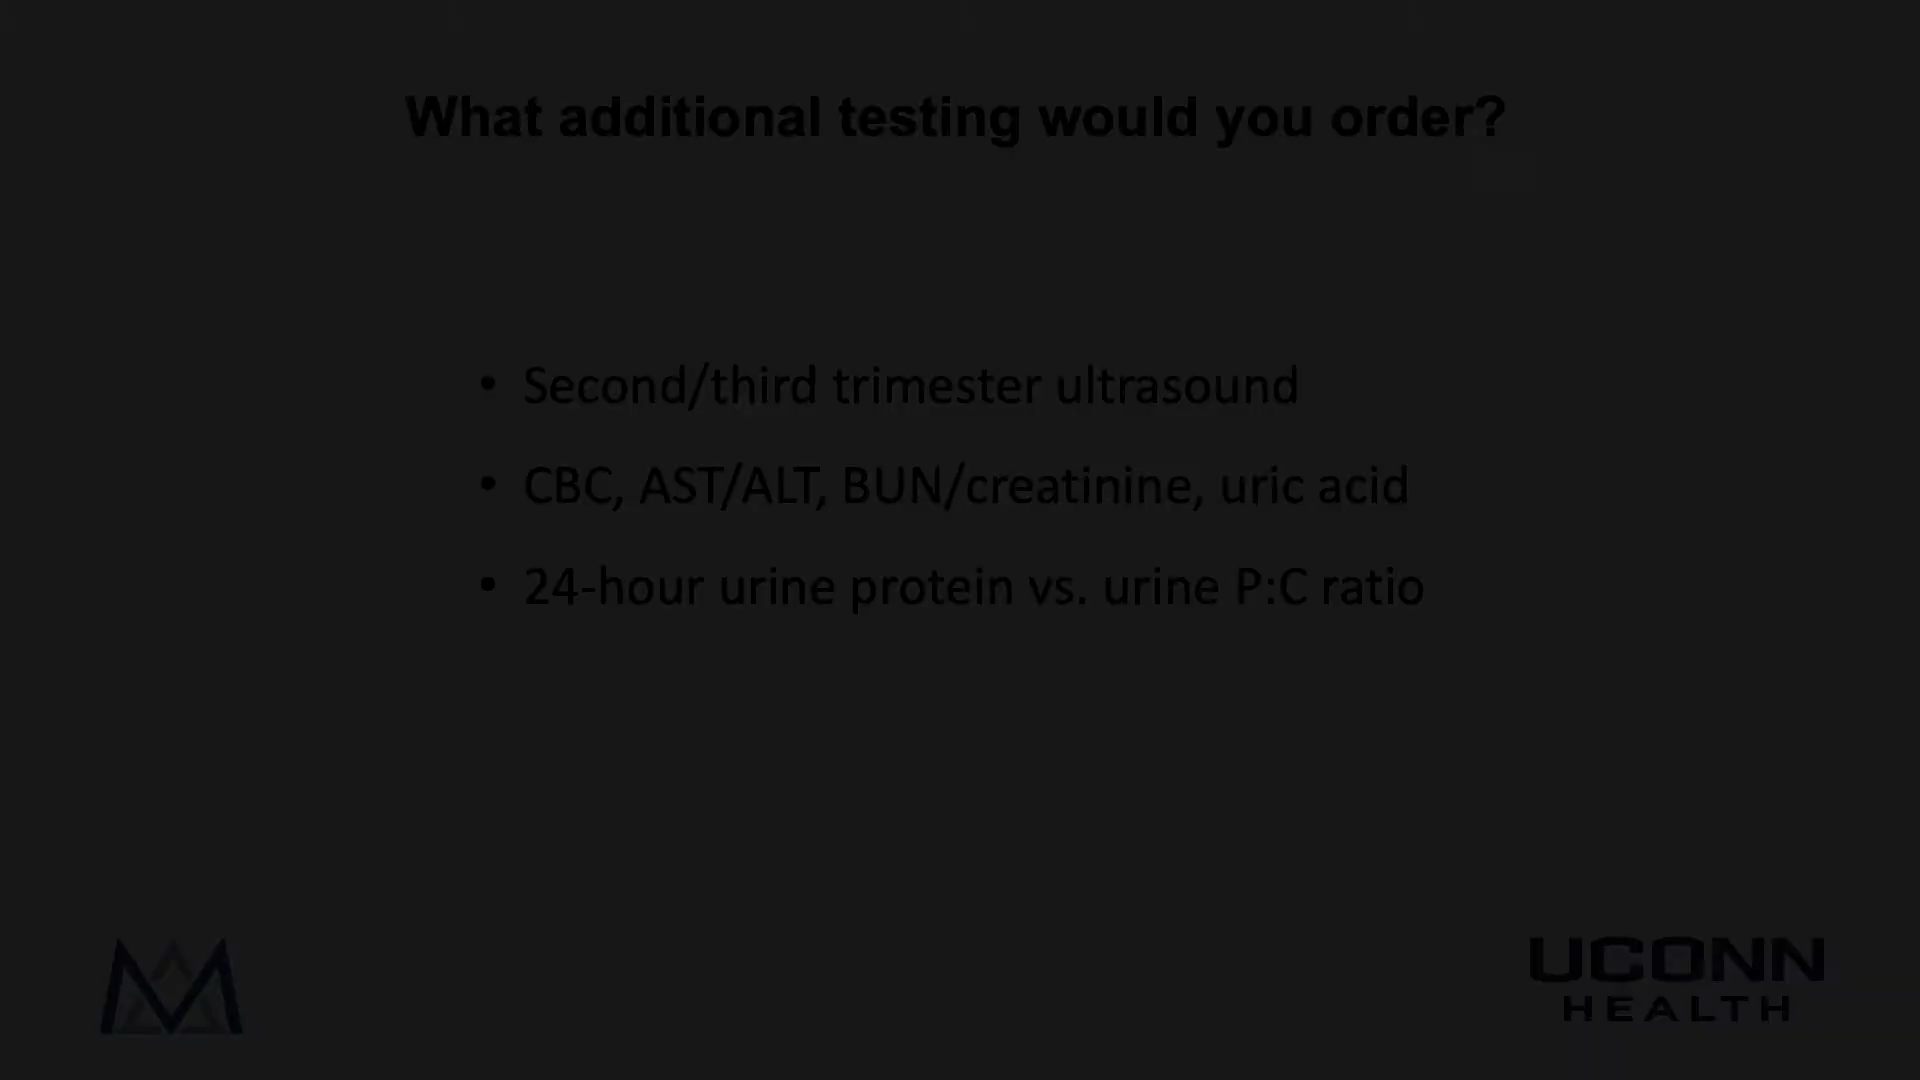 What additional testing would you order?
• Second/third trimester ultrasound
• CBC, AST/ALT, BUN/creatinine, uric acid
• 24-hour urine protein vs. urine P:C ratio
UCONN
HEALTH